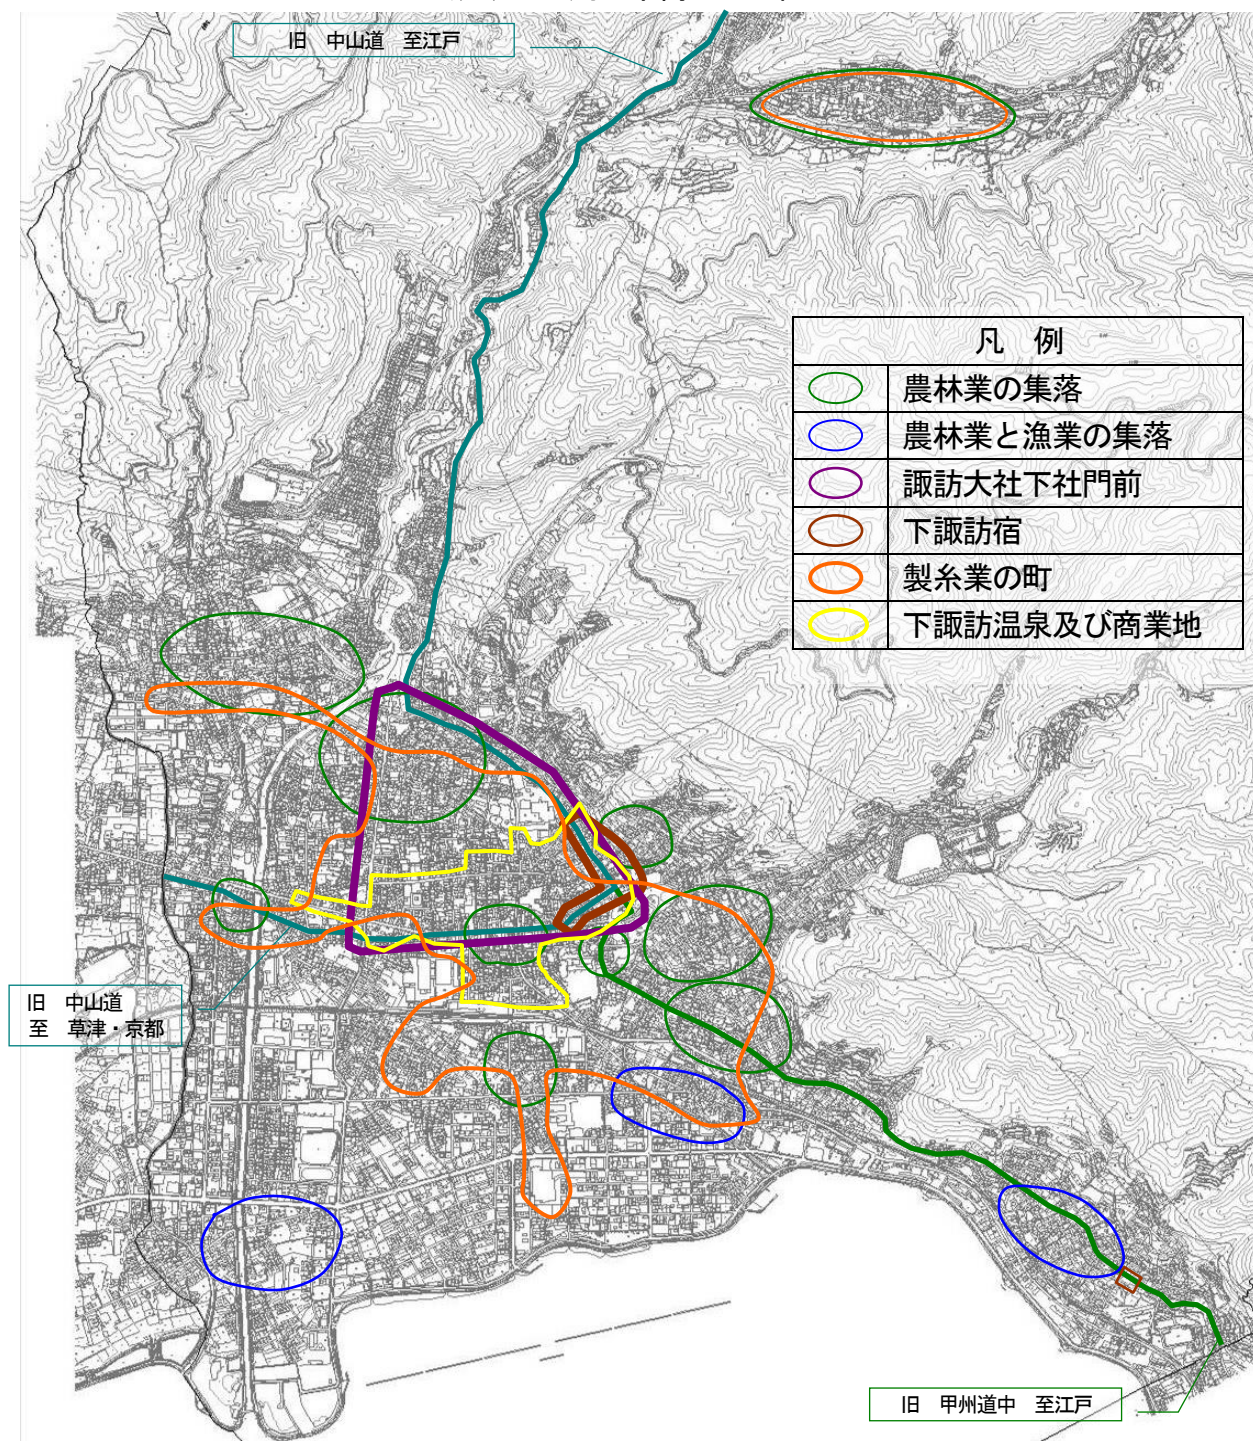 旧 中山道 至江戸
凡 例
農林業の集落
農林業と漁業の集落
諏訪大社下社門前
下諏訪宿
製糸業の町
下諏訪温泉及び商業地
旧 中山道
至 草津・京都
旧 甲州道中 至江戸